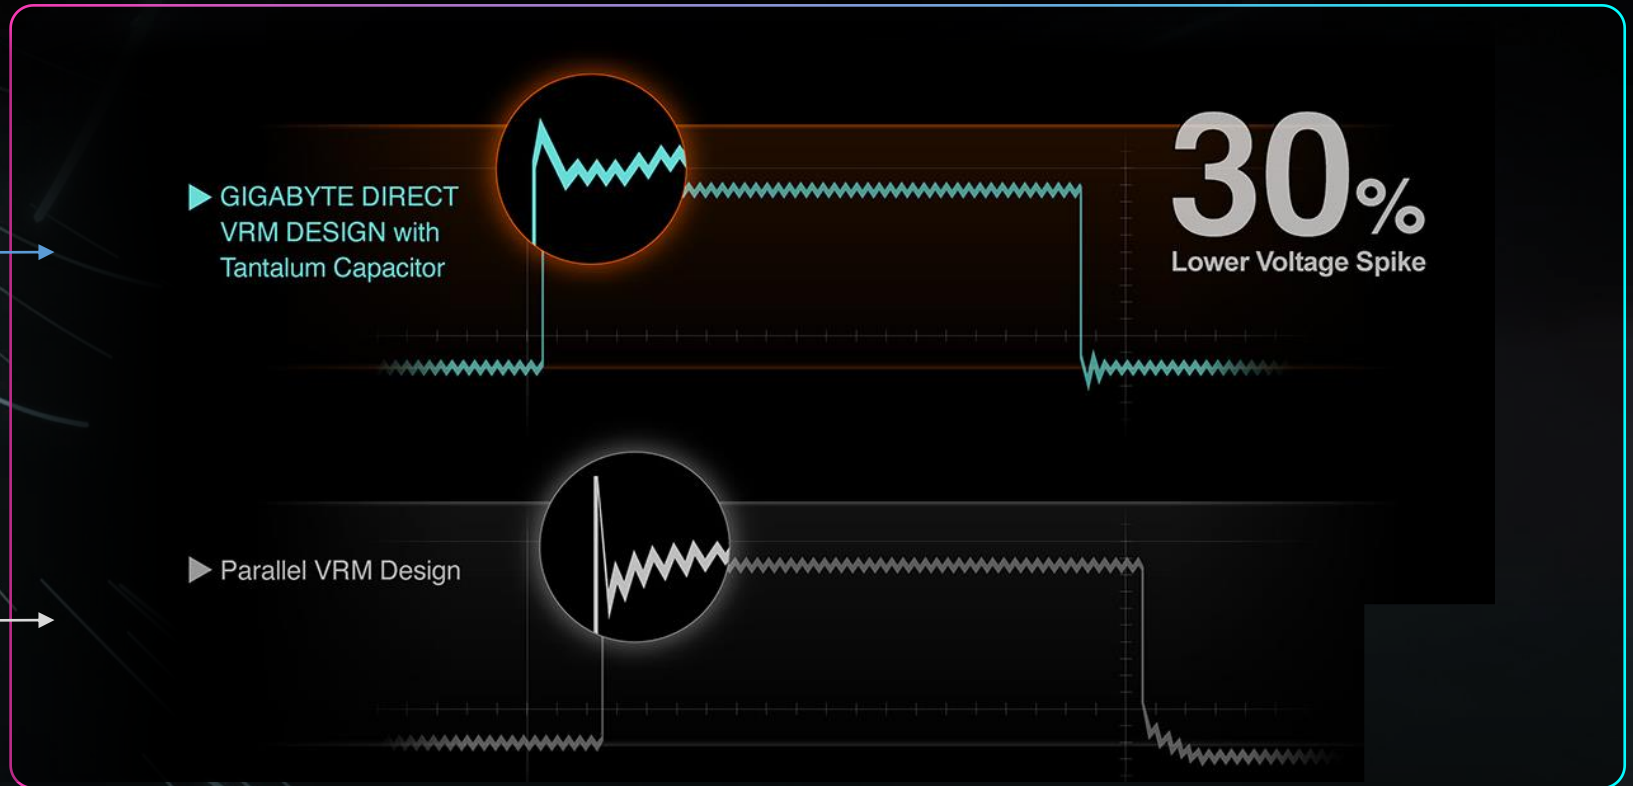 GIGABYTE DIRECT
VRM DESIGN with
Tantalum Capacitor
30%
Lower Voltage Spike
Parallel VRM Design